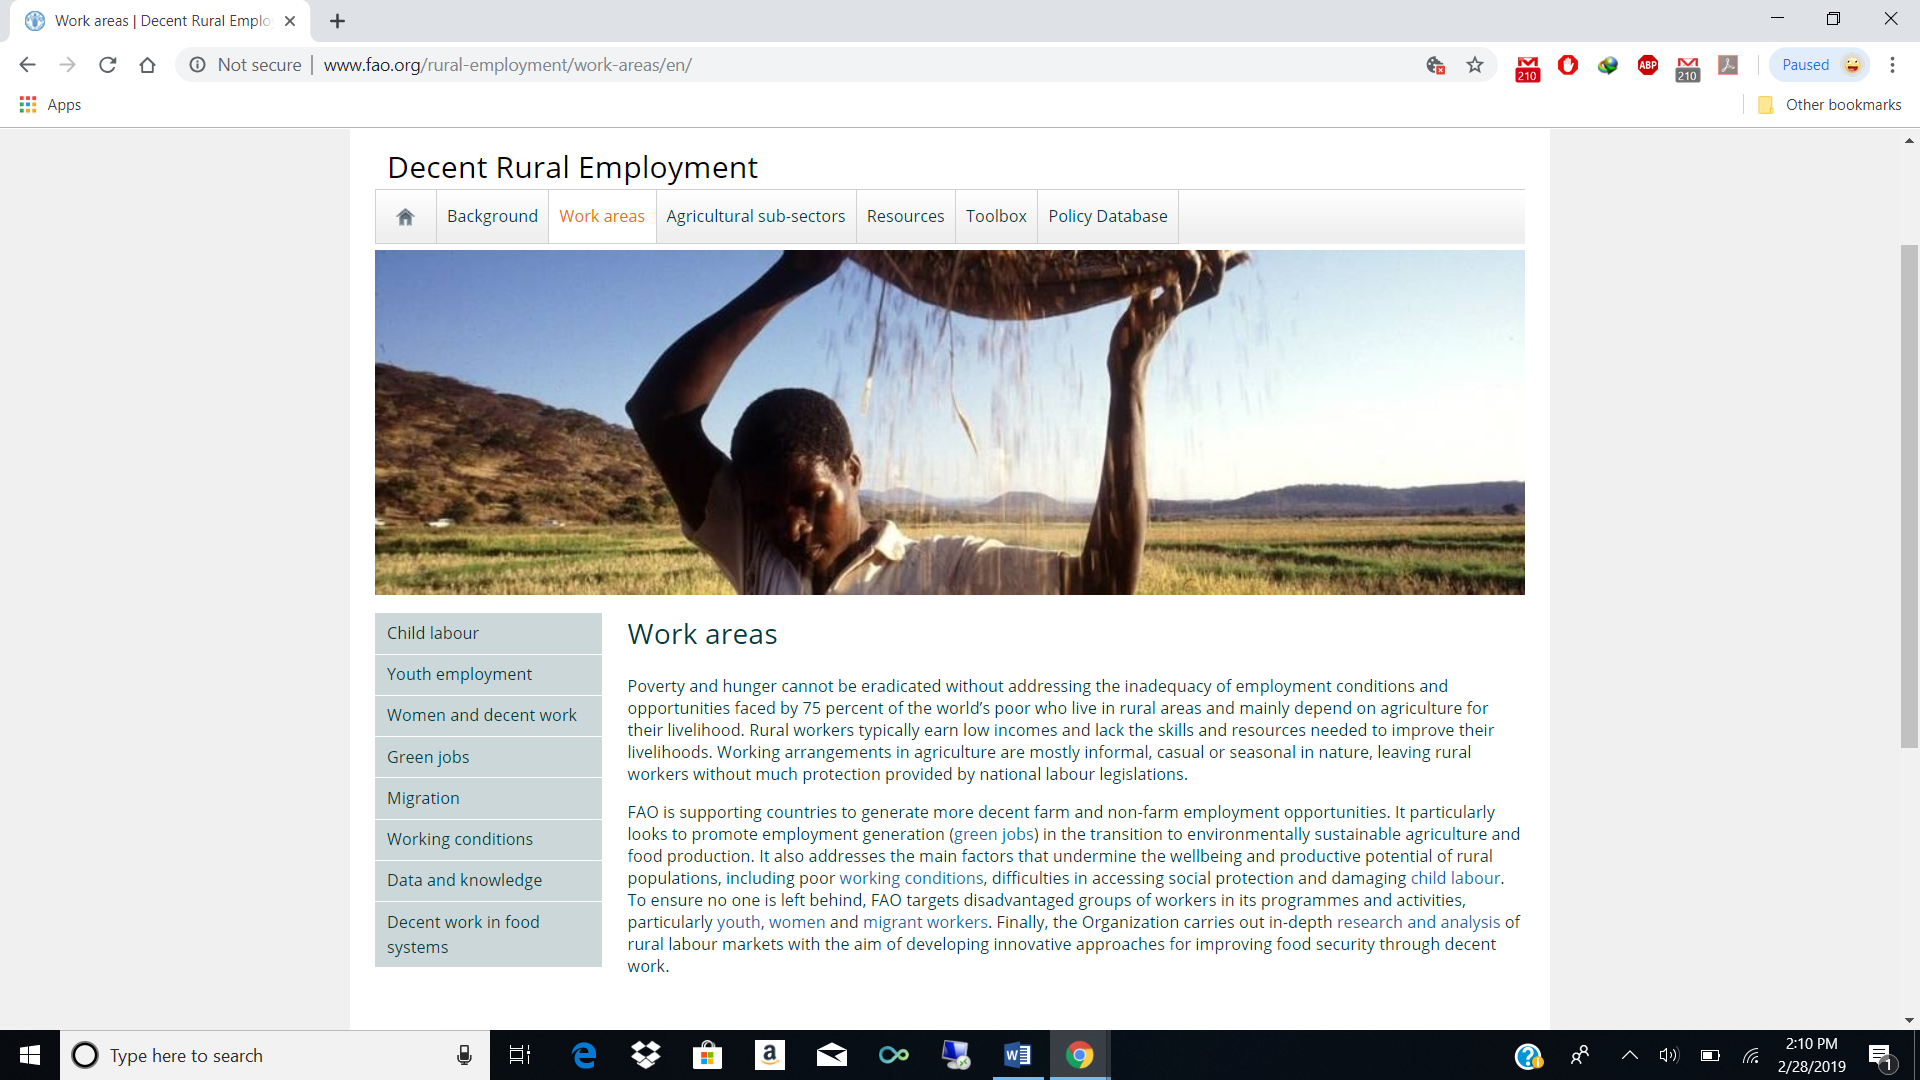 Work areas | Decent Rural Emplo
Not secure | www.fao.org/rural-employment/work-areas/en/
210
ABP
210
Paused
Apps
Other bookmarks
Decent Rural Employment
Background
Work areas
Agricultural sub-sectors
Resources
Toolbox
Policy Database
Child labour
Youth employment
Women and decent work
Green jobs
Migration
Working conditions
Data and knowledge
Decent work in food
systems
Work areas
Poverty and hunger cannot be eradicated without addressing the inadequacy of employment conditions and
opportunities faced by 75 percent of the world’s poor who live in rural areas and mainly depend on agriculture for
their livelihood. Rural workers typically earn low incomes and lack the skills and resources needed to improve their
livelihoods. Working arrangements in agriculture are mostly informal, casual or seasonal in nature, leaving rural
workers without much protection provided by national labour legislations.
FAO is supporting countries to generate more decent farm and non-farm employment opportunities. It particularly
looks to promote employment generation (green jobs) in the transition to environmentally sustainable agriculture and
food production. It also addresses the main factors that undermine the wellbeing and productive potential of rural
populations, including poor working conditions, difficulties in accessing social protection and damaging child labour.
To ensure no one is left behind, FAO targets disadvantaged groups of workers in its programmes and activities,
particularly youth, women and migrant workers. Finally, the Organization carries out in-depth research and analysis of
rural labour markets with the aim of developing innovative approaches for improving food security through decent
work.
Type here to search
2:10 PM
2/28/2019
1